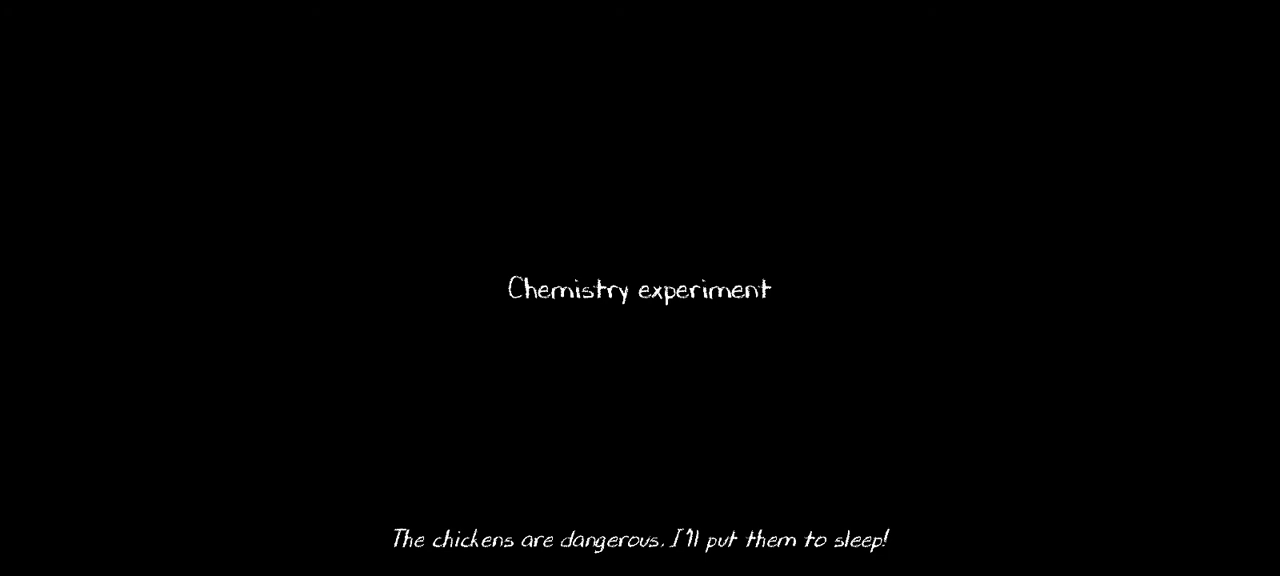 Chemistry experiment
The chickens are dangerous. I'll put them to sleep!